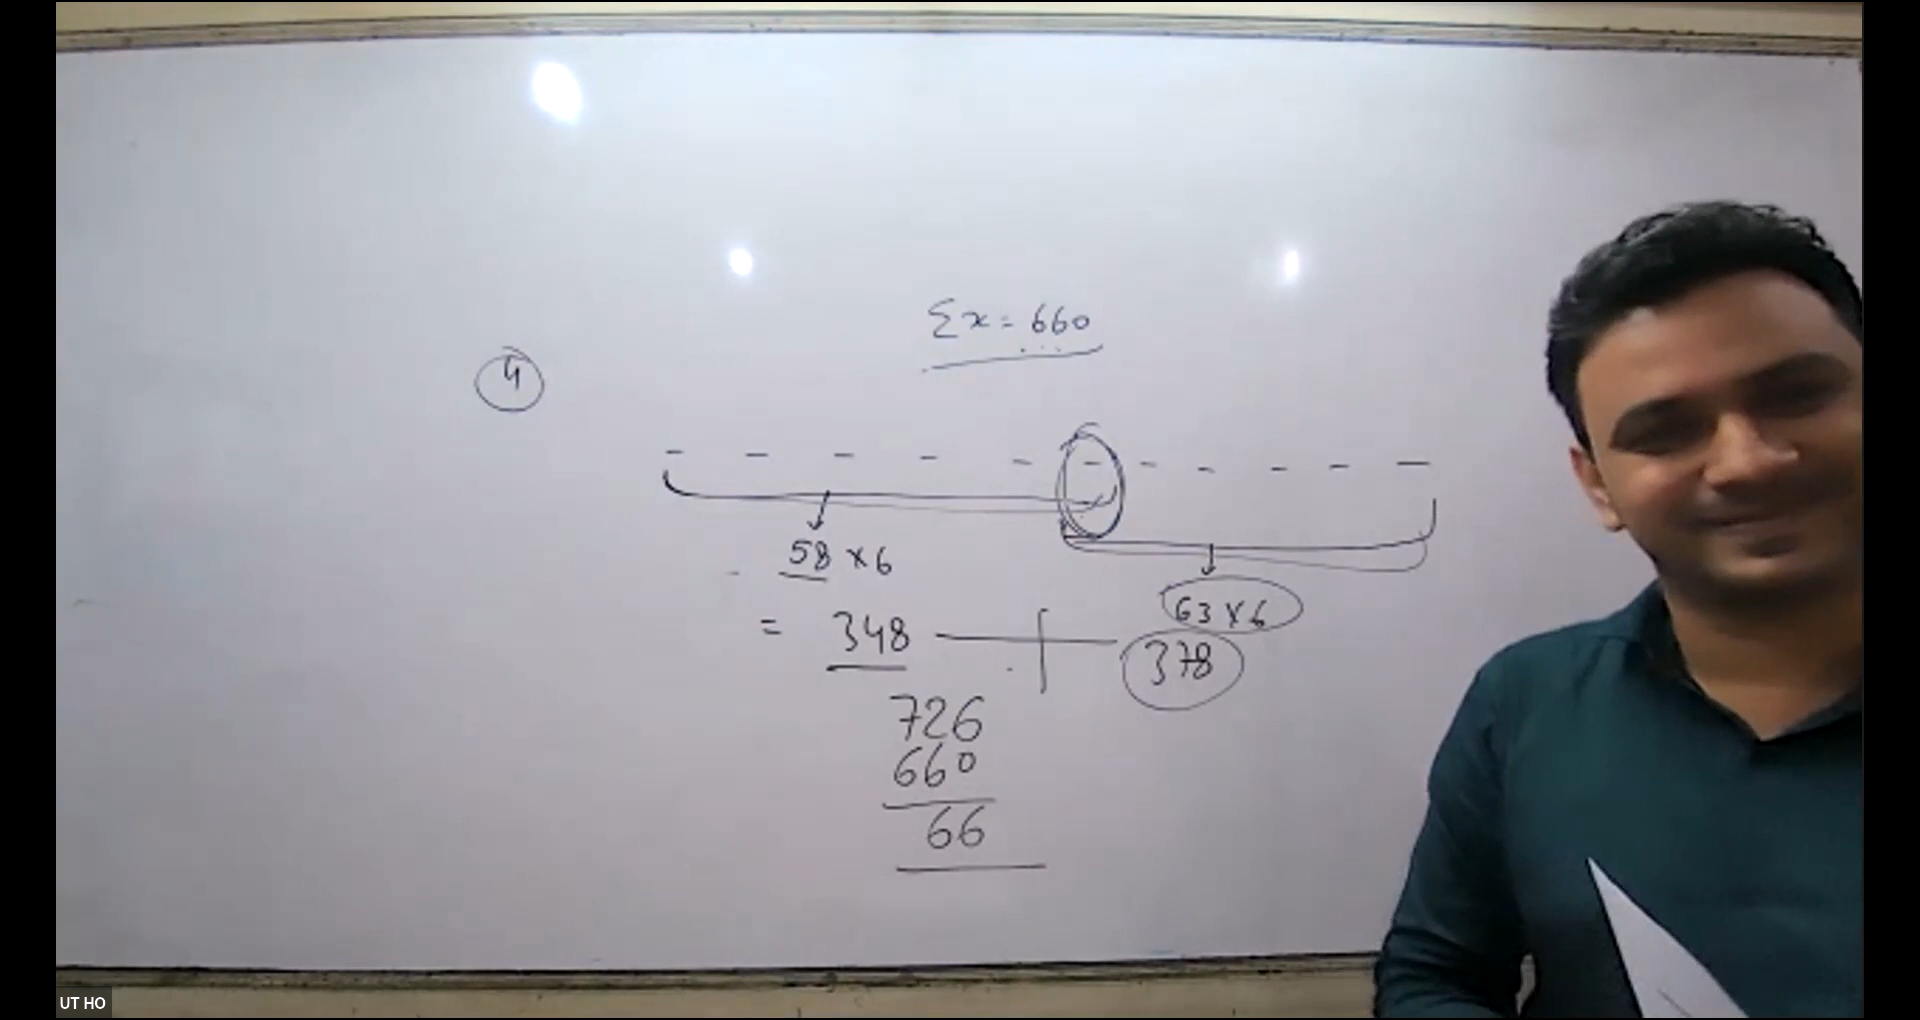 Σx = 660
4
58 × 6
63 × 6
= 348 + 378
726
660
66
UT HO